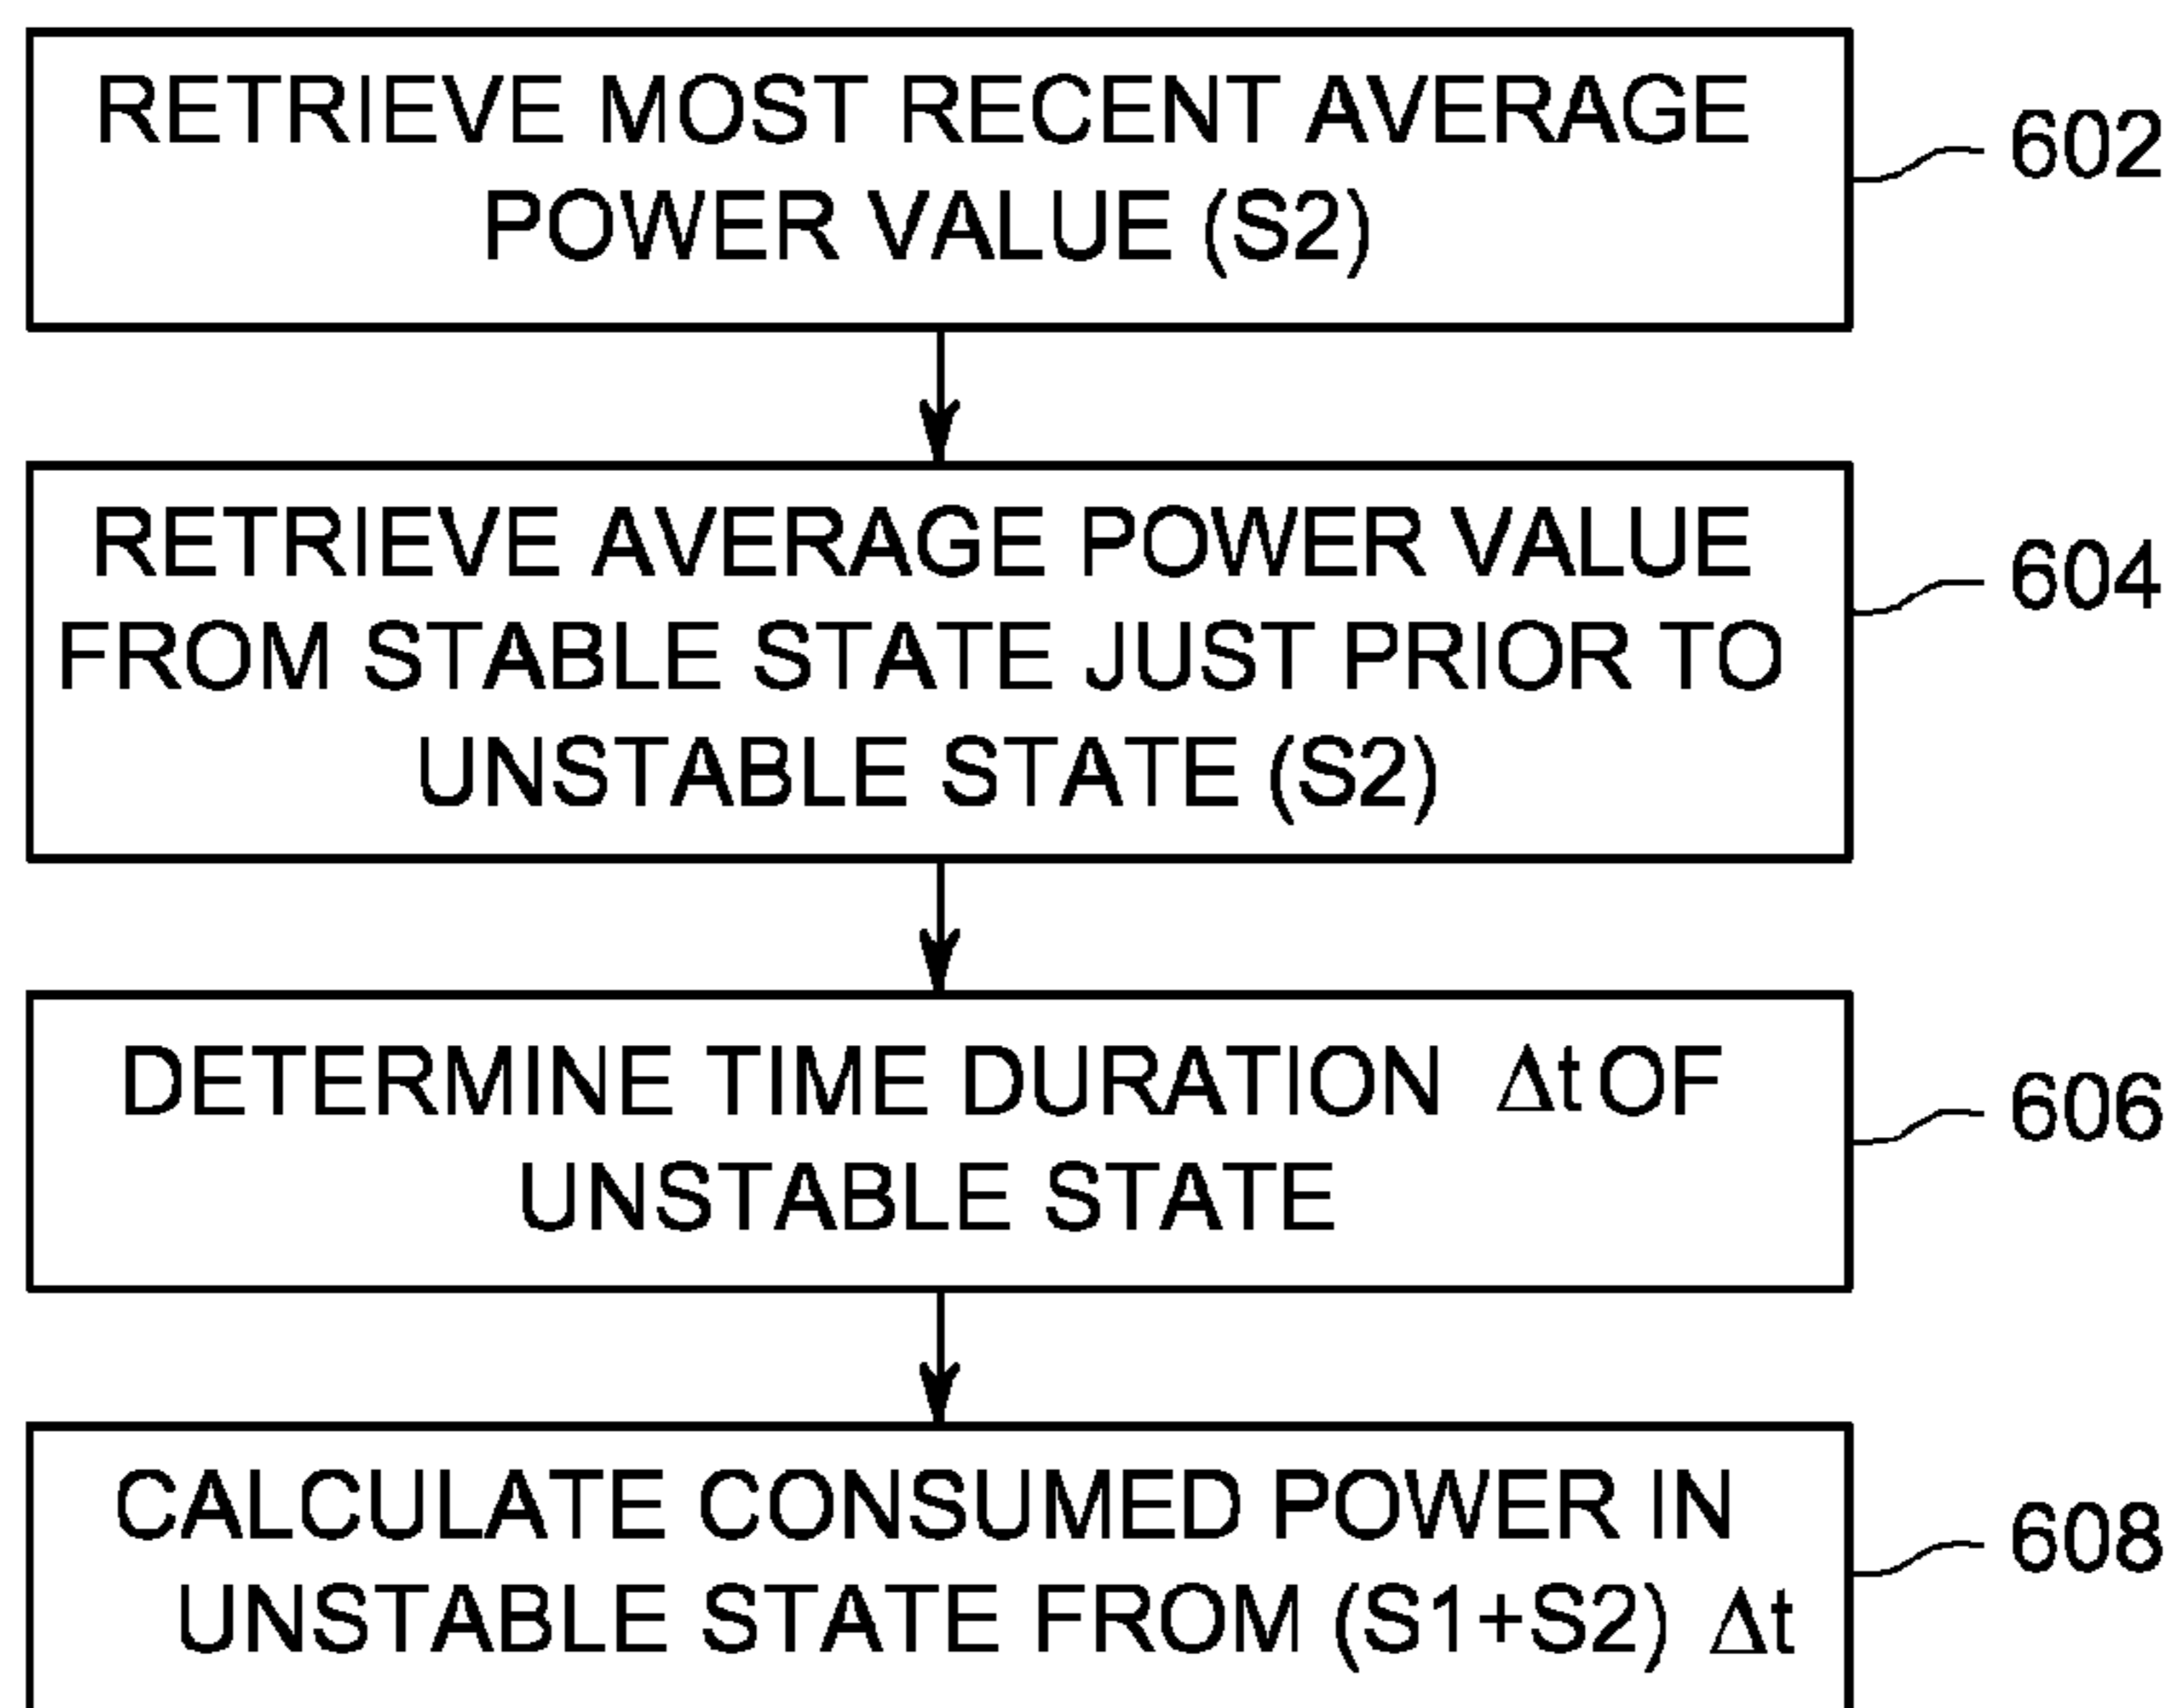 RETRIEVE MOST RECENT AVERAGE
POWER VALUE (S2)
602
RETRIEVE AVERAGE POWER VALUE
FROM STABLE STATE JUST PRIOR TO
UNSTABLE STATE (S2)
604
DETERMINE TIME DURATION Δt OF
UNSTABLE STATE
606
CALCULATE CONSUMED POWER IN
UNSTABLE STATE FROM (S1+S2) Δt
608